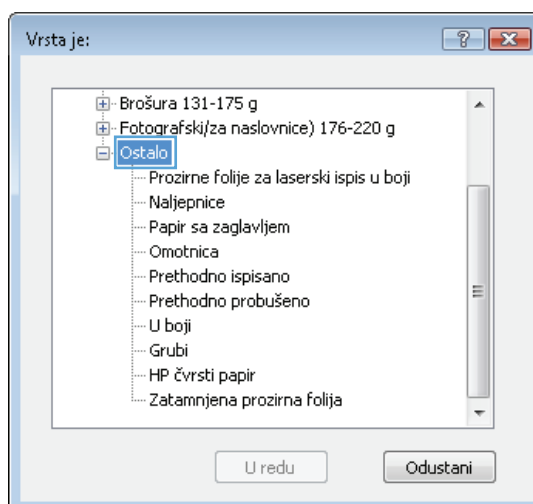 Vrsta je:
Brošura 131-175 g
Fotografski/za naslovnice) 176-220 g
Ostalo
Prozirne folije za laserski ispis u boji
Naljepnice
Papir sa zaglavljem
Omotnica
Prethodno ispisano
Prethodno probušeno
U boji
Grubi
HP čvrsti papir
Zatamnjena prozirna folija
U redu
Odustani